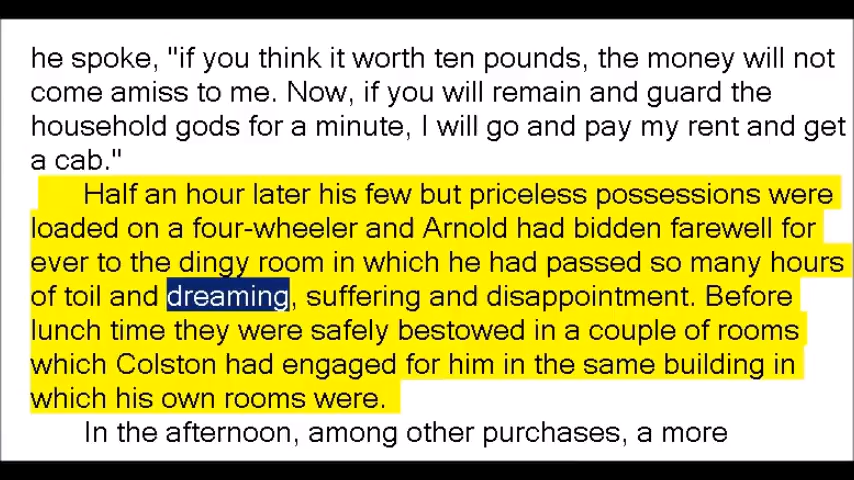 he spoke, "if you think it worth ten pounds, the money will not
come amiss to me. Now, if you will remain and guard the
household gods for a minute, I will go and pay my rent and get
a cab."
Half an hour later his few but priceless possessions were
loaded on a four-wheeler and Arnold had bidden farewell for
ever to the dingy room in which he had passed so many hours
of toil and dreaming, suffering and disappointment. Before
lunch time they were safely bestowed in a couple of rooms
which Colston had engaged for him in the same building in
which his own rooms were.
In the afternoon, among other purchases, a more